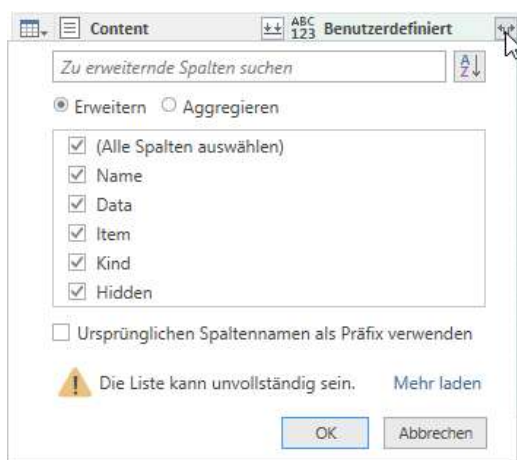 Content ABC 123 Benutzerdefiniert
Zu erweiternde Spalten suchen A Z
Erweitern Aggregieren
(Alle Spalten auswählen)
Name
Data
Item
Kind
Hidden
Ursprünglichen Spaltennamen als Präfix verwenden
Die Liste kann unvollständig sein. Mehr laden
OK Abbrechen